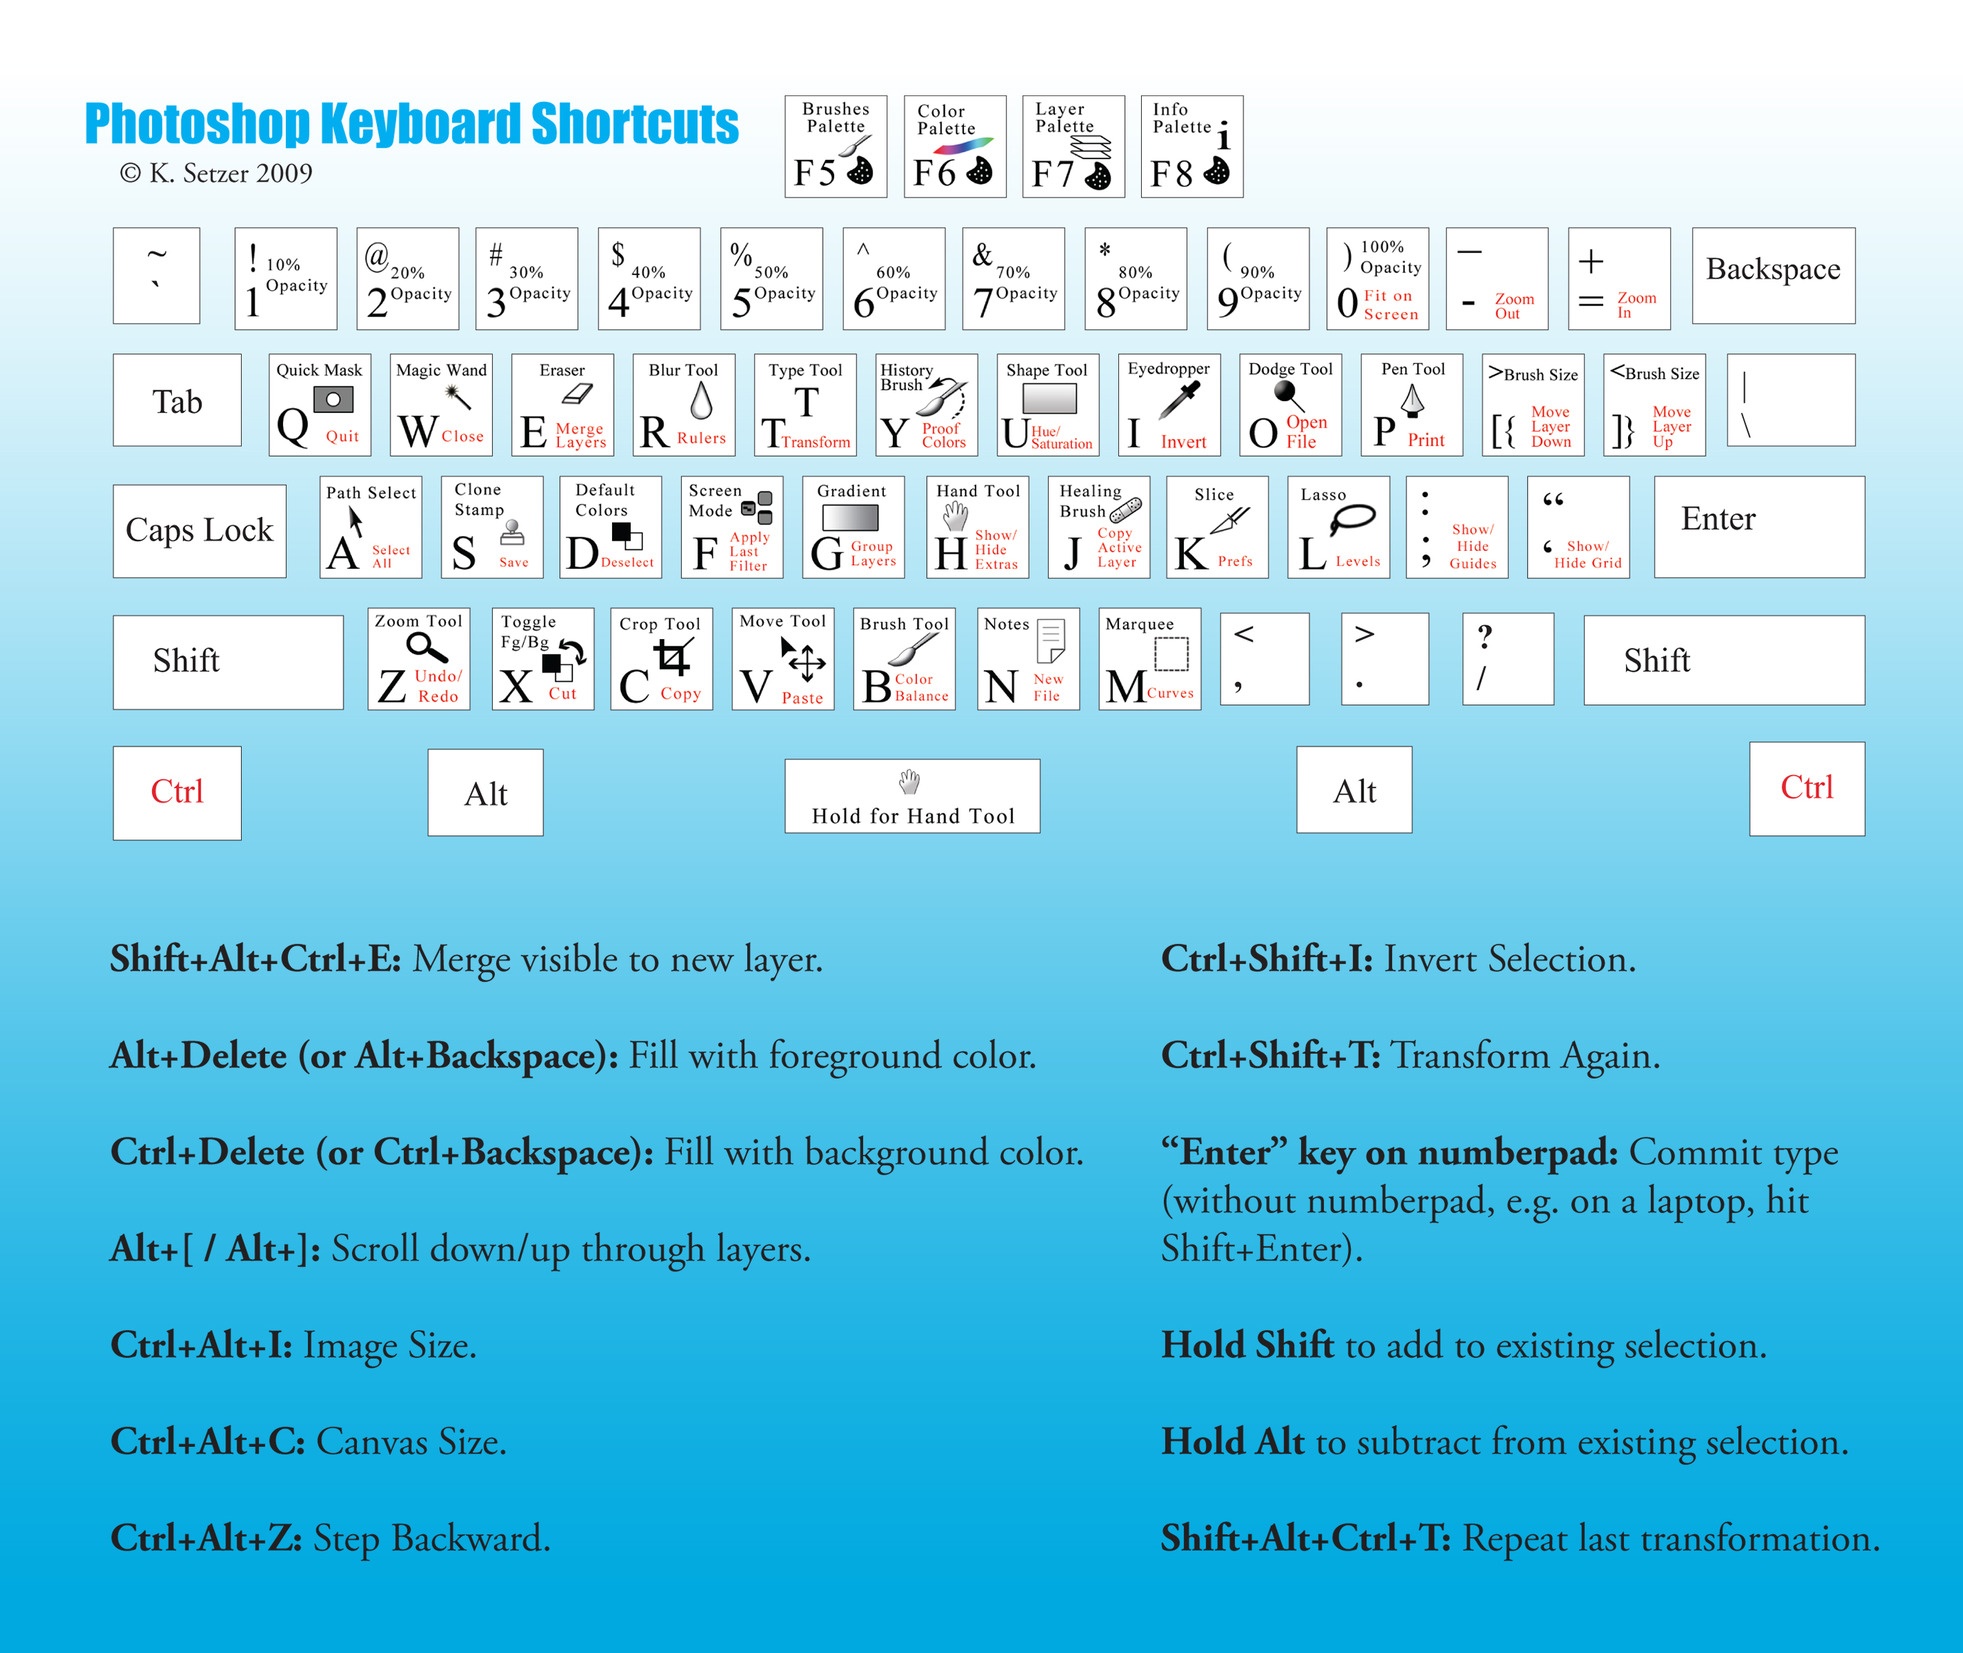 Photoshop Keyboard Shortcuts
© K. Setzer 2009
Brushes
Palette
F5
Color
Palette
F6
Layer
Palette
F7
Info
Palette
i
F8
~
`
!
10%
Opacity
1
@
20%
Opacity
2
#
30%
Opacity
3
$
40%
Opacity
4
%
50%
Opacity
5
^
60%
Opacity
6
&
70%
Opacity
7
*
80%
Opacity
8
(
90%
Opacity
9
)
100%
Opacity
0
Fit on
Screen
—
-
Zoom
Out
+
=
Zoom
In
Backspace
Tab
Quick Mask
Q
Quit
Magic Wand
W
Close
Eraser
E
Merge
Layers
Blur Tool
R
Rulers
Type Tool
T
T
Transform
History
Brush
Y
Proof
Colors
Shape Tool
U
Hue/
Saturation
Eyedropper
I
Invert
Dodge Tool
O
Open
File
Pen Tool
P
Print
>Brush Size
[{
Move
Layer
Down
<Brush Size
]}
Move
Layer
Up
|
\
Caps Lock
Path Select
A
Select
All
Clone
Stamp
S
Save
Default
Colors
D
Deselect
Screen
Mode
F
Apply
Last
Filter
Gradient
G
Group
Layers
Hand Tool
H
Show/
Hide
Extras
Healing
Brush
J
Copy
Active
Layer
Slice
K
Prefs
Lasso
L
Levels
:
;
Show/
Hide
Guides
“
‘
Show/
Hide Grid
Enter
Shift
Zoom Tool
Z
Undo/
Redo
Toggle
Fg/Bg
X
Cut
Crop Tool
C
Copy
Move Tool
V
Paste
Brush Tool
B
Color
Balance
Notes
N
New
File
Marquee
M
Curves
<
,
>
.
?
/
Shift
Ctrl
Alt
Hold for Hand Tool
Alt
Ctrl
Shift+Alt+Ctrl+E: Merge visible to new layer.
Alt+Delete (or Alt+Backspace): Fill with foreground color.
Ctrl+Delete (or Ctrl+Backspace): Fill with background color.
Alt+[ / Alt+]: Scroll down/up through layers.
Ctrl+Alt+I: Image Size.
Ctrl+Alt+C: Canvas Size.
Ctrl+Alt+Z: Step Backward.
Ctrl+Shift+I: Invert Selection.
Ctrl+Shift+T: Transform Again.
“Enter” key on numberpad: Commit type
(without numberpad, e.g. on a laptop, hit
Shift+Enter).
Hold Shift to add to existing selection.
Hold Alt to subtract from existing selection.
Shift+Alt+Ctrl+T: Repeat last transformation.